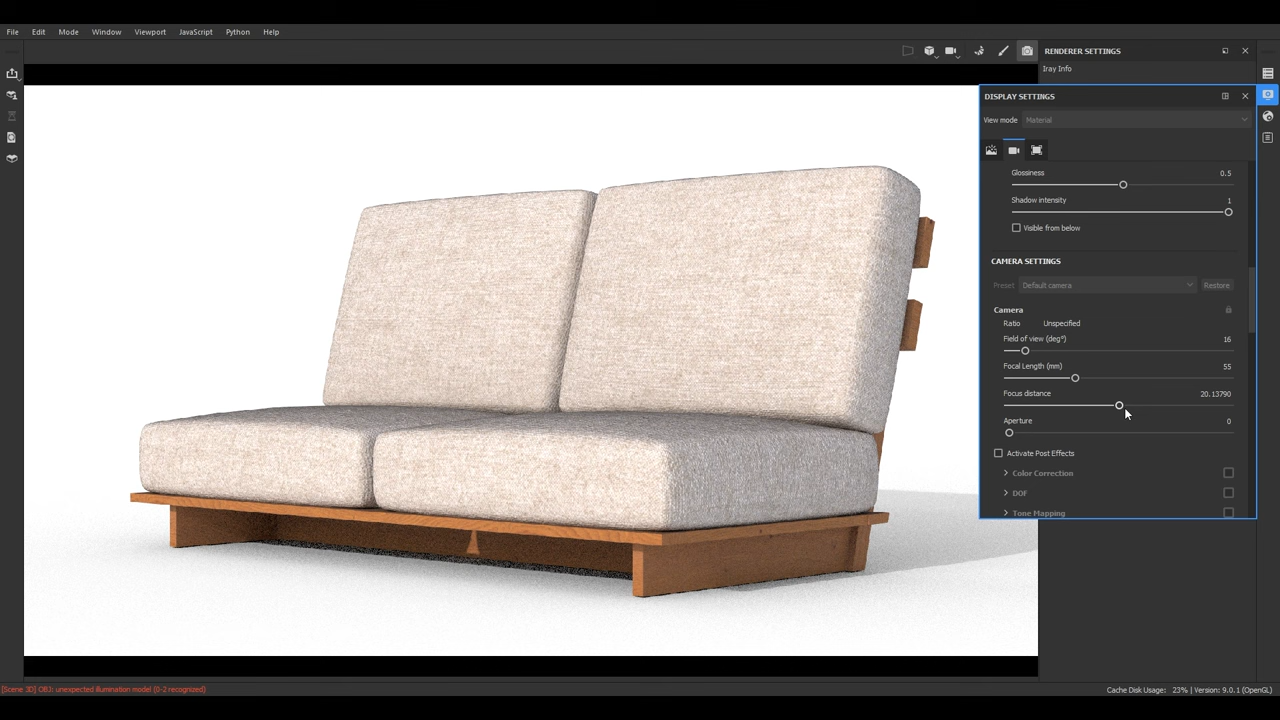 File Edit Mode Window Viewport JavaScript Python Help
RENDERER SETTINGS
Iray Info
DISPLAY SETTINGS
View mode Material
Glossiness 0.5
Shadow intensity 1
Visible from below
CAMERA SETTINGS
Preset Default camera Restore
Camera
Ratio Unspecified
Field of view (deg°) 16
Focal Length (mm) 55
Focus distance 20.13790
Aperture 0
Activate Post Effects
Color Correction
DOF
Tone Mapping
[Scene 3D] OBJ: unexpected illumination model (0-2 recognized)
Cache Disk Usage: 23% | Version: 9.0.1 (OpenGL)